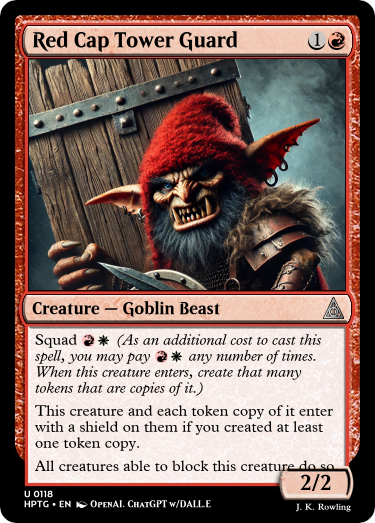 Red Cap Tower Guard 1
Creature — Goblin Beast
Squad (As an additional cost to cast this
spell, you may pay any number of times.
When this creature enters, create that many
tokens that are copies of it.)
This creature and each token copy of it enter
with a shield on them if you created at least
one token copy.
All creatures able to block this creature do so.
2/2
U 0118
HPTG • EN OpenAI. ChatGPT w/DALL.E
J. K. Rowling